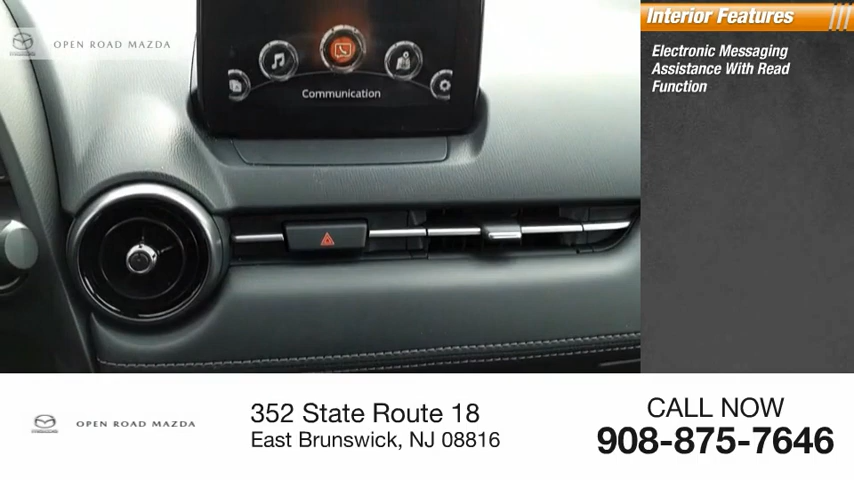 OPEN ROAD MAZDA
Communication
Interior Features
Electronic Messaging
Assistance With Read
Function
OPEN ROAD MAZDA
352 State Route 18
East Brunswick, NJ 08816
CALL NOW
908-875-7646